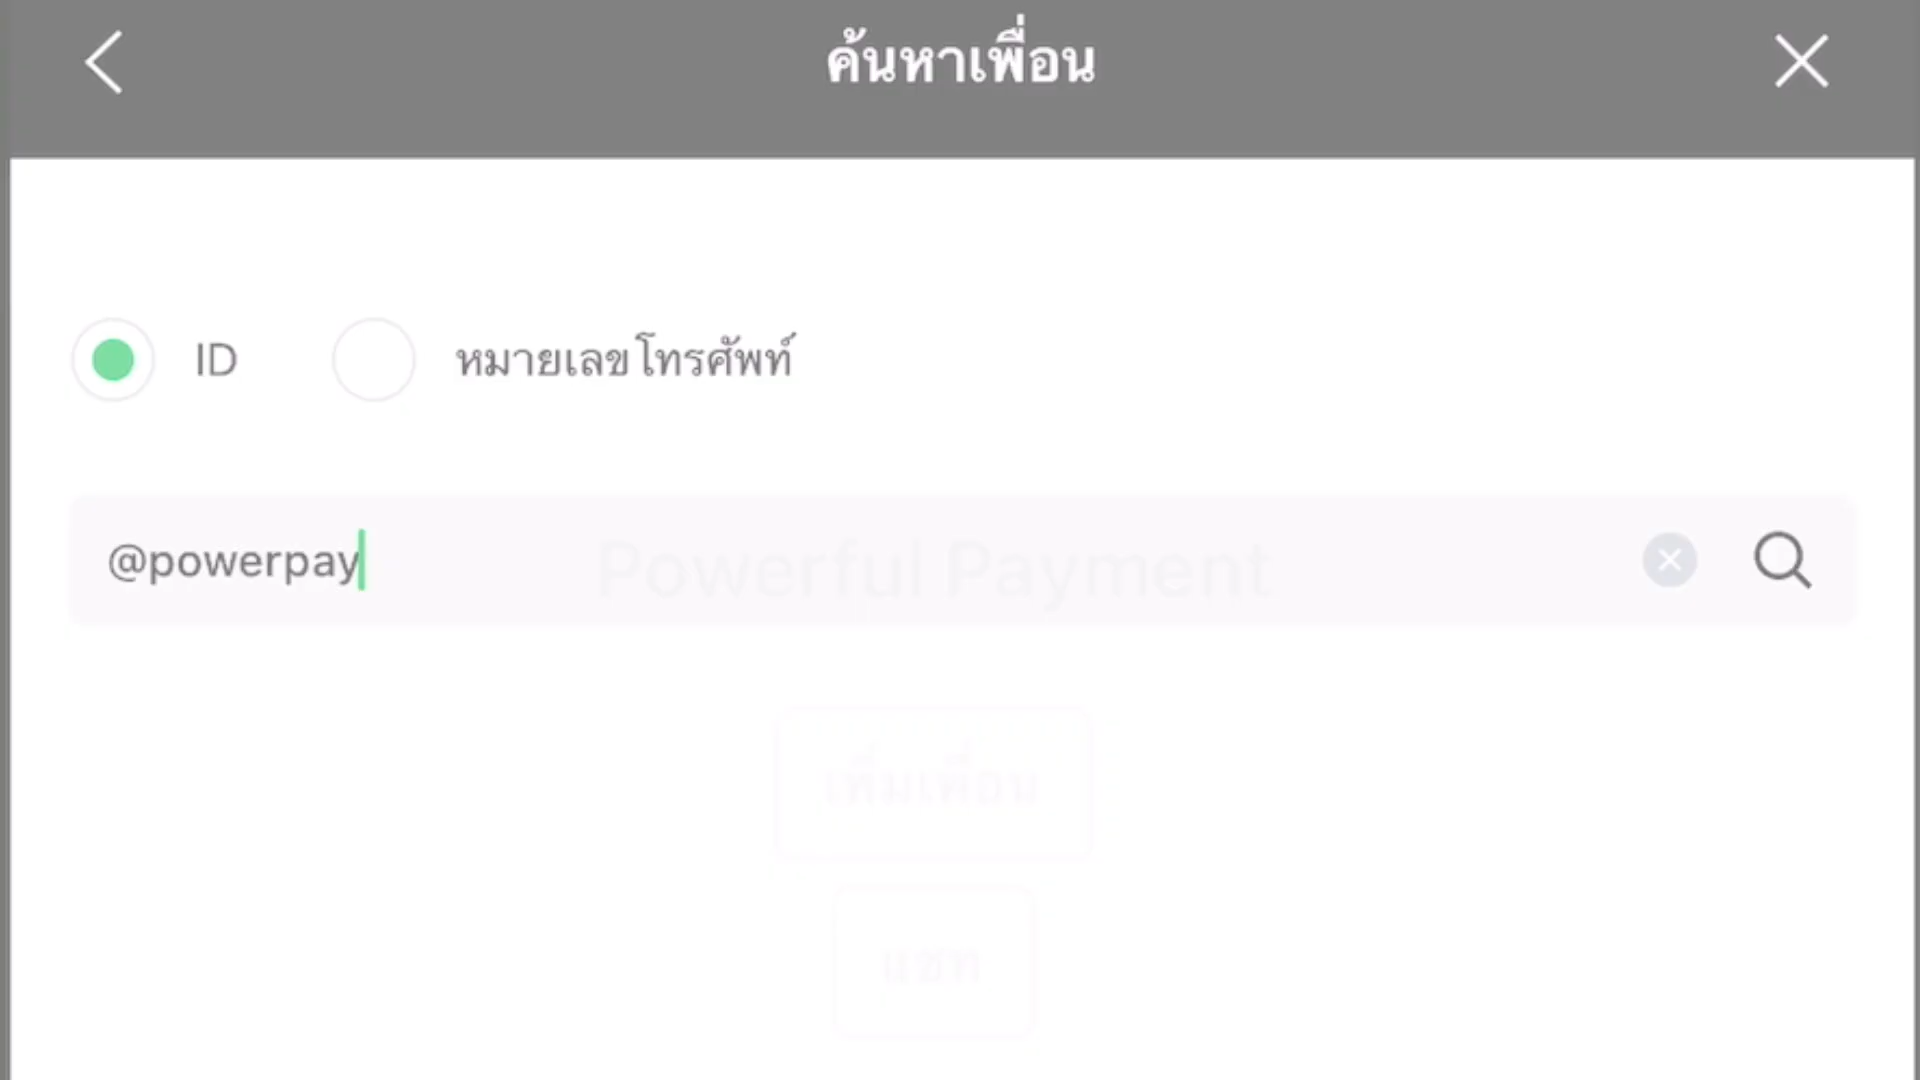 ค้นหาเพื่อน
ID หมายเลขโทรศัพท์
@powerpay
Powerful Payment
เพิ่มเพื่อน
แชท